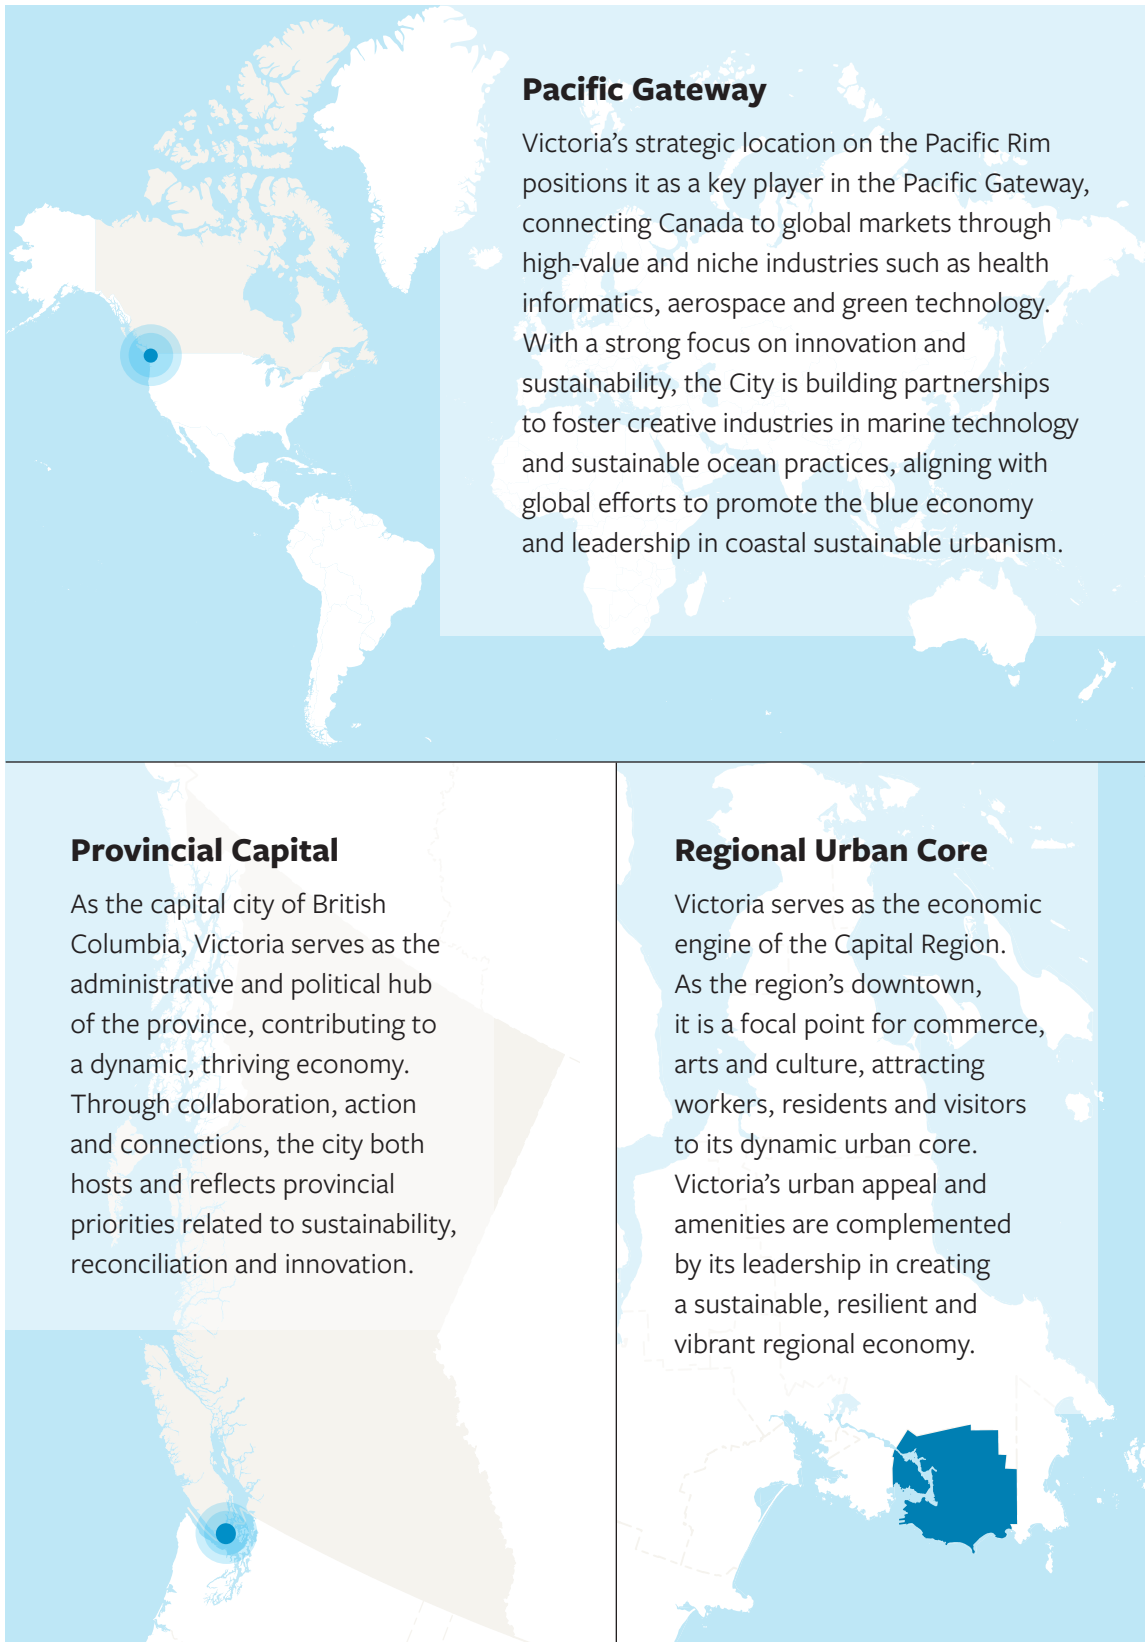 Pacific Gateway
Victoria’s strategic location on the Pacific Rim
positions it as a key player in the Pacific Gateway,
connecting Canada to global markets through
high-value and niche industries such as health
informatics, aerospace and green technology.
With a strong focus on innovation and
sustainability, the City is building partnerships
to foster creative industries in marine technology
and sustainable ocean practices, aligning with
global efforts to promote the blue economy
and leadership in coastal sustainable urbanism.
Provincial Capital
As the capital city of British
Columbia, Victoria serves as the
administrative and political hub
of the province, contributing to
a dynamic, thriving economy.
Through collaboration, action
and connections, the city both
hosts and reflects provincial
priorities related to sustainability,
reconciliation and innovation.
Regional Urban Core
Victoria serves as the economic
engine of the Capital Region.
As the region’s downtown,
it is a focal point for commerce,
arts and culture, attracting
workers, residents and visitors
to its dynamic urban core.
Victoria’s urban appeal and
amenities are complemented
by its leadership in creating
a sustainable, resilient and
vibrant regional economy.